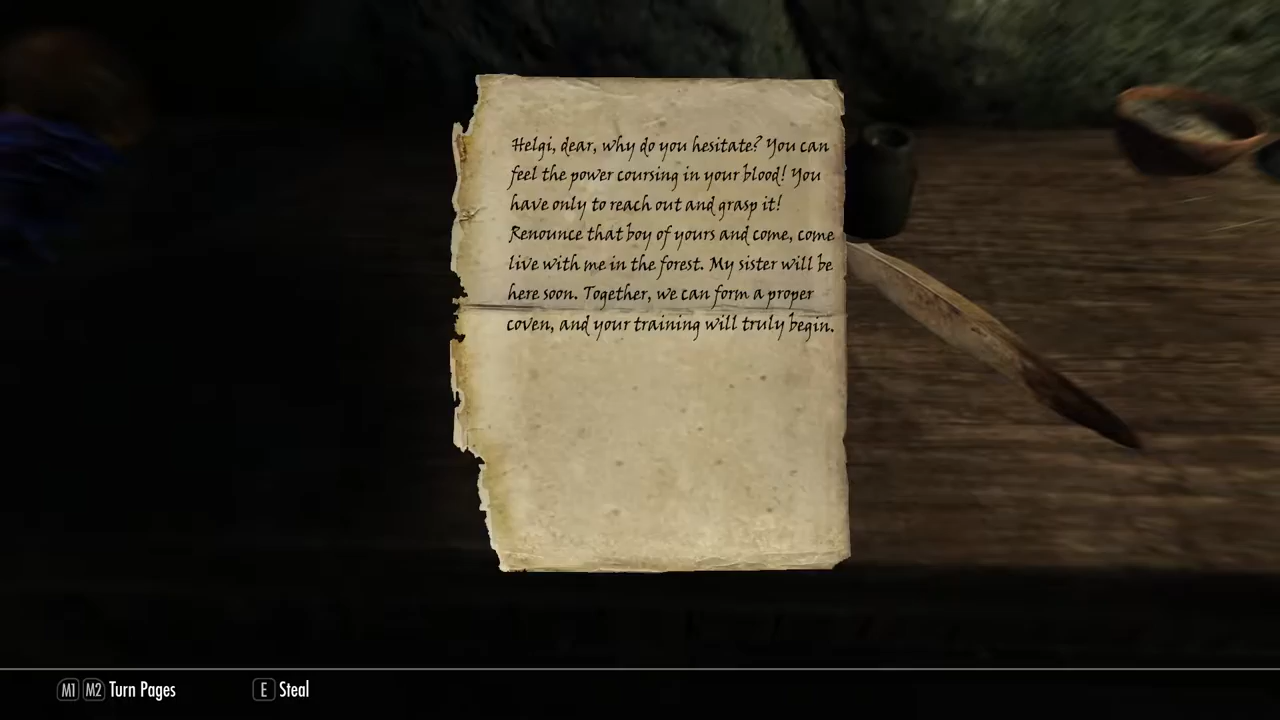 Helgi, dear, why do you hesitate? You can
feel the power coursing in your blood! You
have only to reach out and grasp it!
Renounce that boy of yours and come, come
live with me in the forest. My sister will be
here soon. Together, we can form a proper
coven, and your training will truly begin.
M1 M2 Turn Pages E Steal